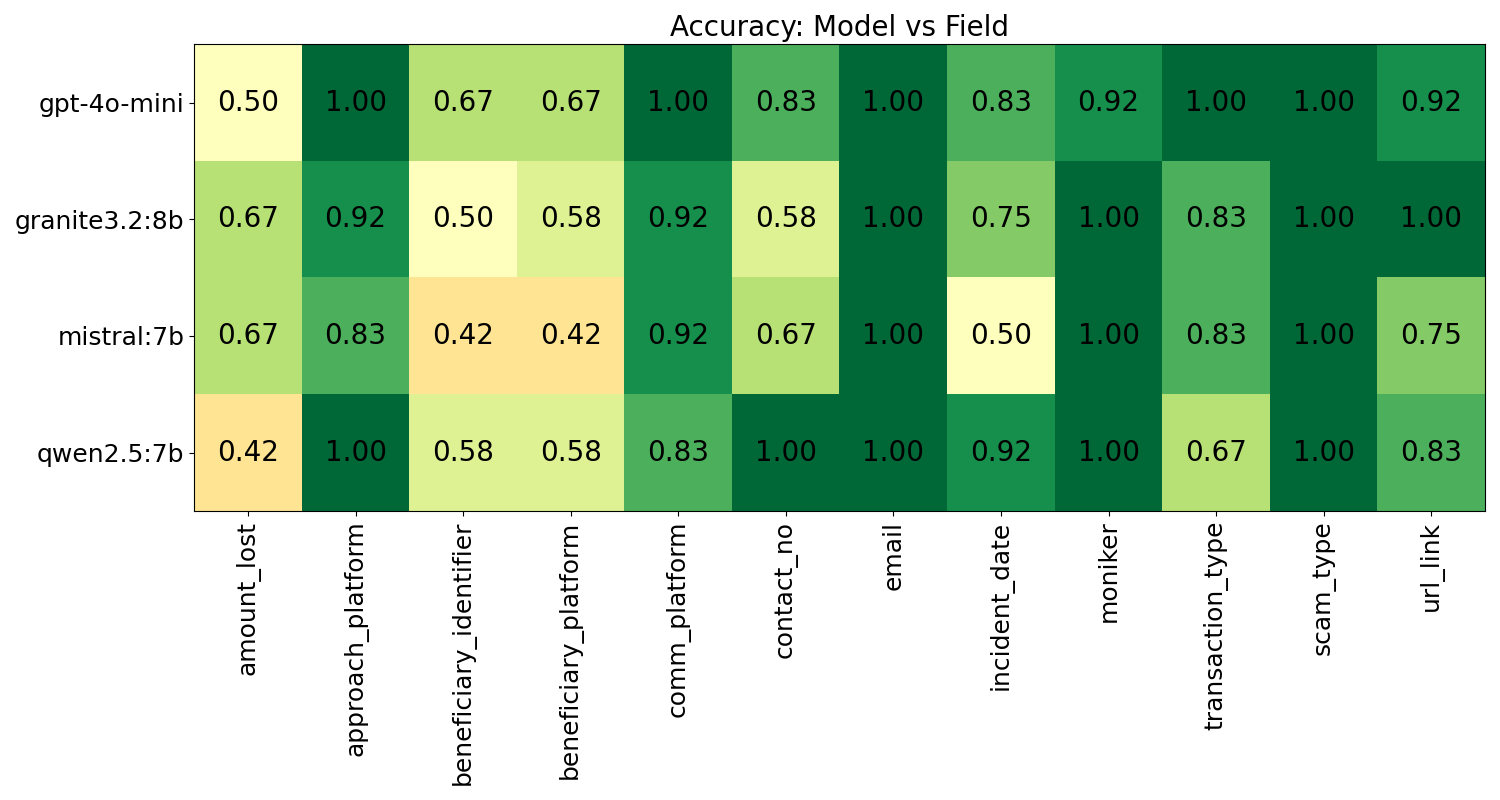 Accuracy: Model vs Field
gpt-4o-mini 0.50 1.00 0.67 0.67 1.00 0.83 1.00 0.83 0.92 1.00 1.00 0.92
granite3.2:8b 0.67 0.92 0.50 0.58 0.92 0.58 1.00 0.75 1.00 0.83 1.00 1.00
mistral:7b 0.67 0.83 0.42 0.42 0.92 0.67 1.00 0.50 1.00 0.83 1.00 0.75
qwen2.5:7b 0.42 1.00 0.58 0.58 0.83 1.00 1.00 0.92 1.00 0.67 1.00 0.83
amount_lost
approach_platform
beneficiary_identifier
beneficiary_platform
comm_platform
contact_no
email
incident_date
moniker
transaction_type
scam_type
url_link